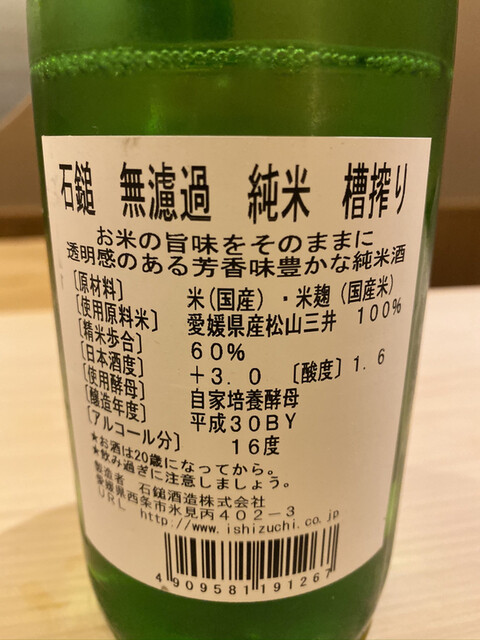 石鎚 無濾過 純米 槽搾り
お米の旨味をそのままに
透明感のある芳香味豊かな純米酒
〔原材料〕 米(国産)・米麹(国産米)
〔使用原料米〕 愛媛県産松山三井 100%
〔精米歩合〕 60%
〔日本酒度〕 +3.0 〔酸度〕1.6
〔使用酵母〕 自家培養酵母
〔醸造年度〕 平成30BY
〔アルコール分〕 16度
★お酒は20歳になってから。
★飲み過ぎに注意しましょう。
製造者 石鎚酒造株式会社
愛媛県西条市氷見丙402-3
URL http://www.ishizuchi.co.jp
4909581191267